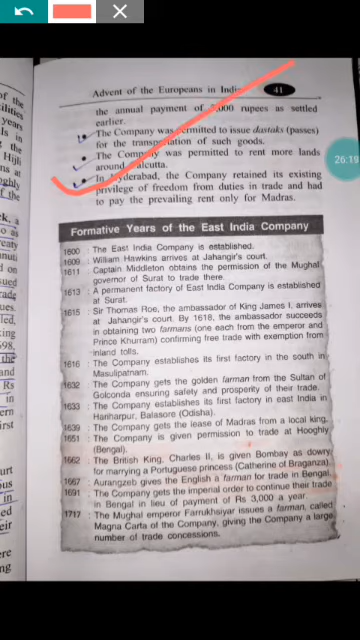 Advent of the Europeans in
41
the annual payment of 3,000 rupees as settled
earlier.
• The Company was permitted to issue dastaks (passes)
for the transportation of such goods.
• The Company was permitted to rent more lands
around Calcutta.
• In Hyderabad, the Company retained its existing
privilege of freedom from duties in trade and had
to pay the prevailing rent only for Madras.
Formative Years of the East India Company
1600 : The East India Company is established.
1609 : William Hawkins arrives at Jahangir's court.
1611 : Captain Middleton obtains the permission of the Mughal
governor of Surat to trade there.
1613 : A permanent factory of East India Company is established
at Surat.
1615 : Sir Thomas Roe, the ambassador of King James I, arrives
at Jahangir's court. By 1618, the ambassador succeeds
in obtaining two farmans (one each from the emperor and
Prince Khurram) confirming free trade with exemption from
inland tolls.
1616 : The Company establishes its first factory in the south in
Masulipatnam.
1632 : The Company gets the golden farman from the Sultan of
Golconda ensuring safety and prosperity of their trade.
1633 : The Company establishes its first factory in east India in
Hariharpur, Balasore (Odisha).
1639 : The Company gets the lease of Madras from a local king.
1651 : The Company is given permission to trade at Hooghly
(Bengal).
1662 : The British King, Charles II, is given Bombay as dowry
for marrying a Portuguese princess (Catherine of Braganza).
1667 : Aurangzeb gives the English a farman for trade in Bengal.
1691 : The Company gets the imperial order to continue their trade
in Bengal in lieu of payment of Rs 3,000 a year.
1717 : The Mughal emperor Farrukhsiyar issues a farman, called
Magna Carta of the Company, giving the Company a large
number of trade concessions.
26:19